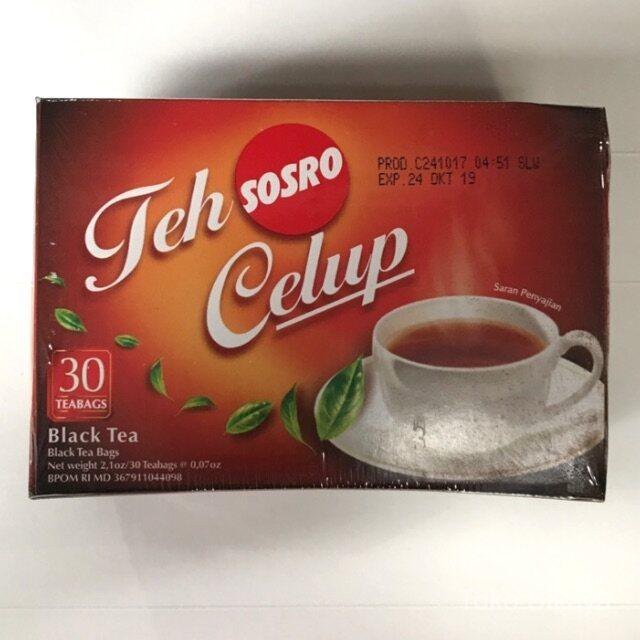 Teh SOSRO
Celup
PROD.C241017 04:51 SLW
EXP.24 OKT 19
Saran Penyajian
30
TEABAGS
Black Tea
Black Tea Bags
Net weight 2,1oz/30 Teabags @ 0,07oz
BPOM RI MD 367911044098